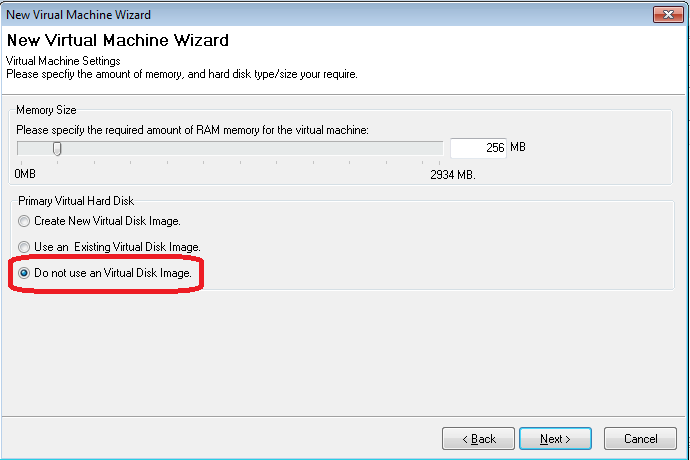 New Virual Machine Wizard
New Virtual Machine Wizard
Virtual Machine Settings
Please specfiy the amount of memory, and hard disk type/size your require.
Memory Size
Please specify the required amount of RAM memory for the virtual machine:
256 MB
0MB 2934 MB.
Primary Virtual Hard Disk
Create New Virtual Disk Image.
Use an Existing Virtual Disk Image.
Do not use an Virtual Disk Image.
< Back Next > Cancel